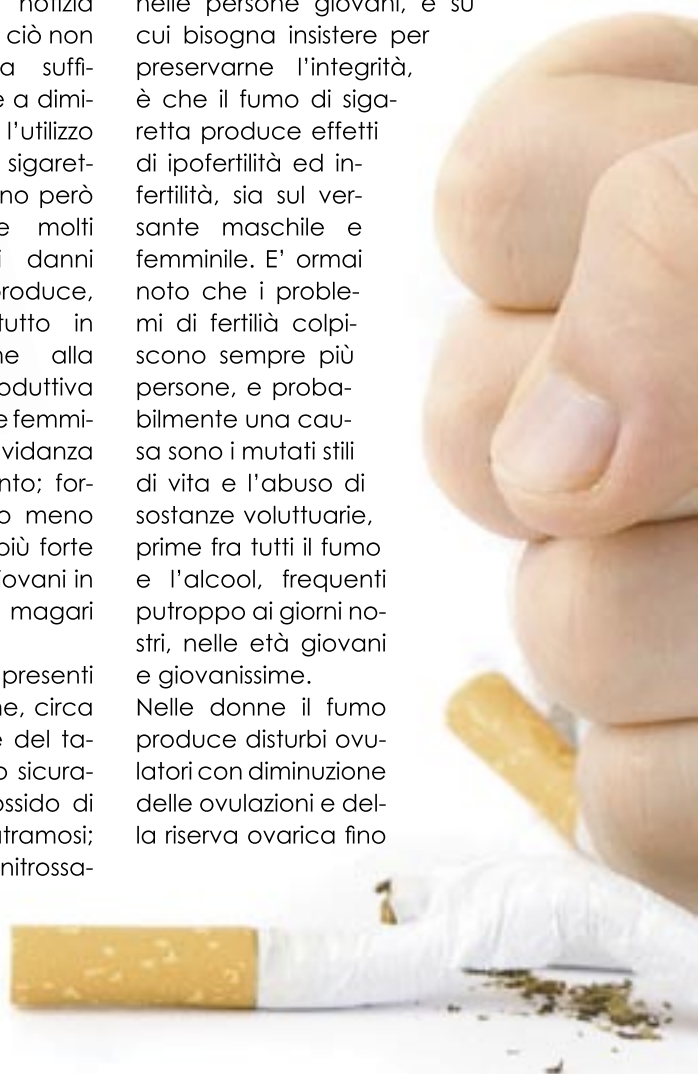 notizia
ciò non
a suffi-
e a dimi-
l’utilizzo
sigaret-
no però
e molti
i danni
roduce,
tutto in
ne alla
oduttiva
e femmi-
vidanza
nto; for-
o meno
più forte
iovani in
magari
presenti
ne, circa
e del ta-
o sicura-
ossido di
atramosi;
nitrossa-
nelle persone giovani, e su
cui bisogna insistere per
preservarne l’integrità,
è che il fumo di siga-
retta produce effetti
di ipofertilità ed in-
fertilità, sia sul ver-
sante maschile e
femminile. E’ ormai
noto che i proble-
mi di fertilià colpi-
scono sempre più
persone, e proba-
bilmente una cau-
sa sono i mutati stili
di vita e l’abuso di
sostanze voluttuarie,
prime fra tutti il fumo
e l’alcool, frequenti
putroppo ai giorni no-
stri, nelle età giovani
e giovanissime.
Nelle donne il fumo
produce disturbi ovu-
latori con diminuzione
delle ovulazioni e del-
la riserva ovarica fino